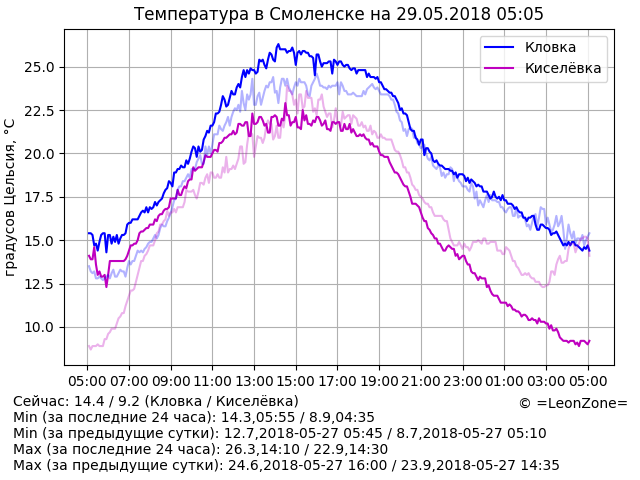 Температура в Смоленске на 29.05.2018 05:05
Кловка
Киселёвка
градусов Цельсия, °C
25.0
22.5
20.0
17.5
15.0
12.5
10.0
05:00 07:00 09:00 11:00 13:00 15:00 17:00 19:00 21:00 23:00 01:00 03:00 05:00
Сейчас: 14.4 / 9.2 (Кловка / Киселёвка)
© =LeonZone=
Min (за последние 24 часа): 14.3,05:55 / 8.9,04:35
Min (за предыдущие сутки): 12.7,2018-05-27 05:45 / 8.7,2018-05-27 05:10
Max (за последние 24 часа): 26.3,14:10 / 22.9,14:30
Max (за предыдущие сутки): 24.6,2018-05-27 16:00 / 23.9,2018-05-27 14:35